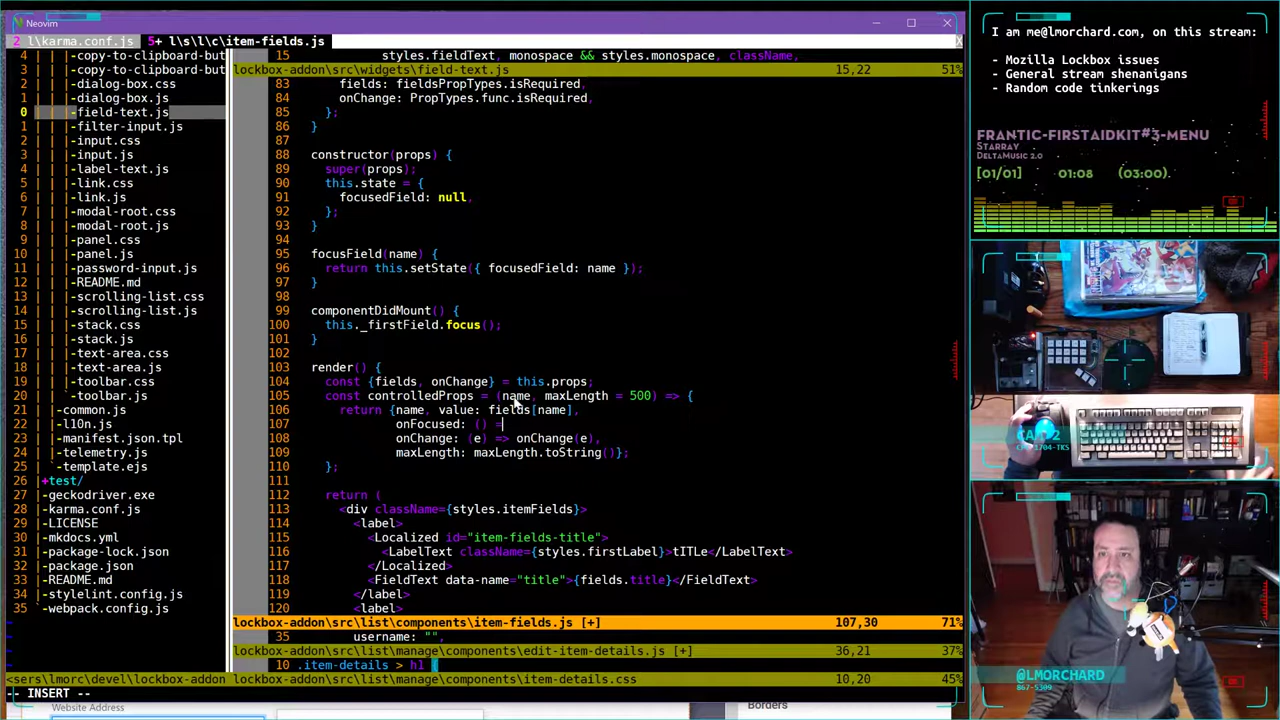 Neovim
2 l\karma.conf.js 5+ l\s\l\c\item-fields.js X
4 | | |-copy-to-clipboard-but
3 | | |-copy-to-clipboard-but
2 | | |-dialog-box.css
1 | | |-dialog-box.js
0 | | |-field-text.js
1 | | |-filter-input.js
2 | | |-input.css
3 | | |-input.js
4 | | |-label-text.js
5 | | |-link.css
6 | | |-link.js
7 | | |-modal-root.css
8 | | |-modal-root.js
9 | | |-panel.css
10 | | |-panel.js
11 | | |-password-input.js
12 | | |-README.md
13 | | |-scrolling-list.css
14 | | |-scrolling-list.js
15 | | |-stack.css
16 | | |-stack.js
17 | | |-text-area.css
18 | | |-text-area.js
19 | | |-toolbar.css
20 | | `-toolbar.js
21 | |-common.js
22 | |-l10n.js
23 | |-manifest.json.tpl
24 | |-telemetry.js
25 | `-template.ejs
26 |+test/
27 |-geckodriver.exe
28 |-karma.conf.js
29 |-LICENSE
30 |-mkdocs.yml
31 |-package-lock.json
32 |-package.json
33 |-README.md
34 |-stylelint.config.js
35 `-webpack.config.js
<sers\lmorc\devel\lockbox-addon
15 styles.fieldText, monospace && styles.monospace, className,
lockbox-addon\src\widgets\field-text.js 15,22 51%
83 fields: fieldsPropTypes.isRequired,
84 onChange: PropTypes.func.isRequired,
85 };
86 }
87
88 constructor(props) {
89 super(props);
90 this.state = {
91 focusedField: null,
92 };
93 }
94
95 focusField(name) {
96 return this.setState({ focusedField: name });
97 }
98
99 componentDidMount() {
100 this._firstField.focus();
101 }
102
103 render() {
104 const {fields, onChange} = this.props;
105 const controlledProps = (name, maxLength = 500) => {
106 return {name, value: fields[name],
107 onFocused: () =
108 onChange: (e) => onChange(e),
109 maxLength: maxLength.toString()};
110 };
111
112 return (
113 <div className={styles.itemFields}>
114 <label>
115 <Localized id="item-fields-title">
116 <LabelText className={styles.firstLabel}>tITLe</LabelText>
117 </Localized>
118 <FieldText data-name="title">{fields.title}</FieldText>
119 </label>
120 <label>
lockbox-addon\src\list\components\item-fields.js [+] 107,30 71%
35 username: "",
lockbox-addon\src\list\manage\components\edit-item-details.js [+] 36,21 37%
10 .item-details > h1 {
lockbox-addon\src\list\manage\components\item-details.css 10,20 45%
-- INSERT --
Website Address
Borders
I am me@lmorchard.com, on this stream:
- Mozilla Lockbox issues
- General stream shenanigans
- Random code tinkerings
FRANTIC-FIRSTAIDKIT#3-MENU
STARRAY
DELTAMUSIC 2.0
[01/01] 01:08 (03:00)
@LMORCHARD
867-5309